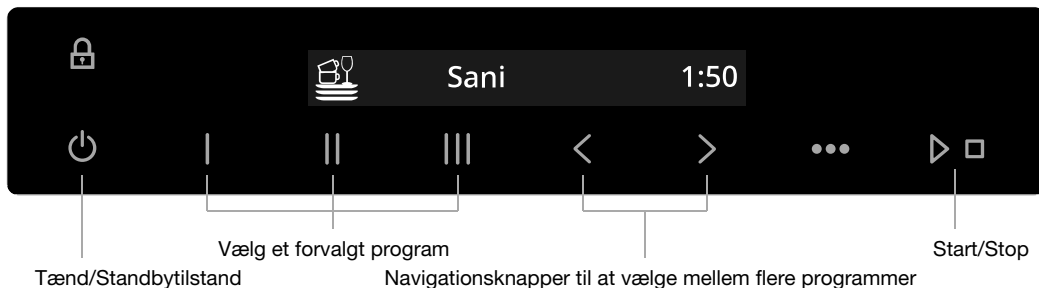 Sani 1:50
Vælg et forvalgt program
Start/Stop
Tænd/Standbytilstand
Navigationsknapper til at vælge mellem flere programmer